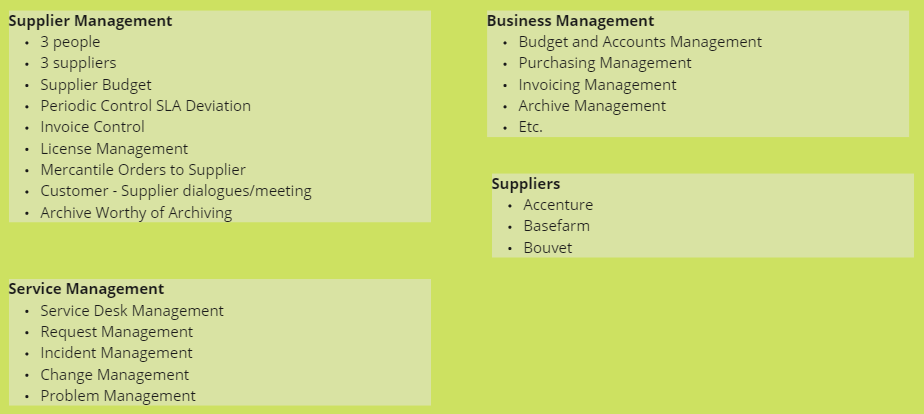 Supplier Management
• 3 people
• 3 suppliers
• Supplier Budget
• Periodic Control SLA Deviation
• Invoice Control
• License Management
• Mercantile Orders to Supplier
• Customer - Supplier dialogues/meeting
• Archive Worthy of Archiving
Service Management
• Service Desk Management
• Request Management
• Incident Management
• Change Management
• Problem Management
Business Management
• Budget and Accounts Management
• Purchasing Management
• Invoicing Management
• Archive Management
• Etc.
Suppliers
• Accenture
• Basefarm
• Bouvet